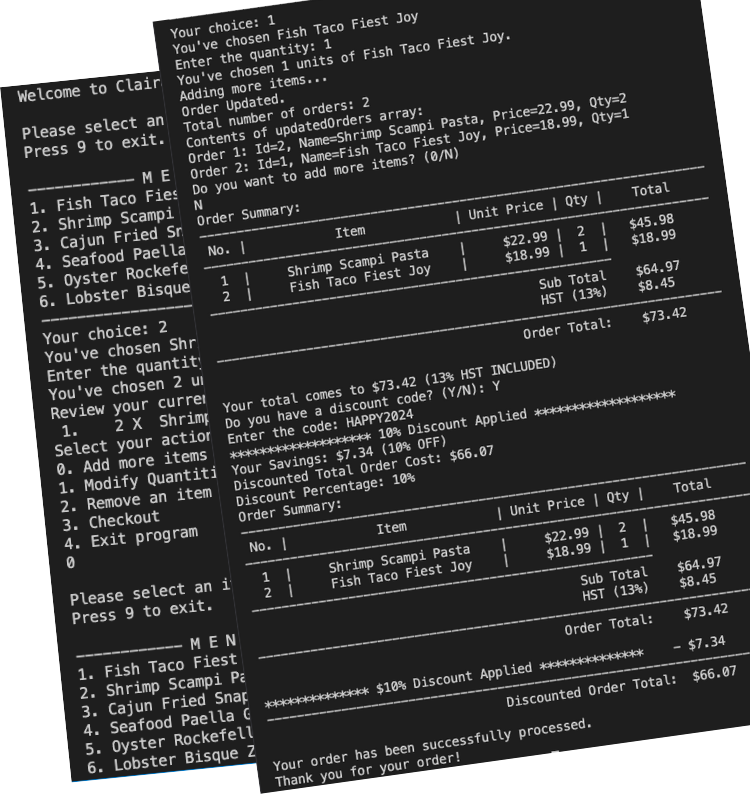 Welcome to Clair
Please select an
Press 9 to exit.
------------ M E
1. Fish Taco Fies
2. Shrimp Scampi
3. Cajun Fried Sn
4. Seafood Paella
5. Oyster Rockefe
6. Lobster Bisque
Your choice: 2
You've chosen Shr
Enter the quantity
You've chosen 2 un
Review your curren
1. 2 X Shrimp
Select your action
0. Add more items
1. Modify Quantiti
2. Remove an item
3. Checkout
4. Exit program
0
Please select an i
Press 9 to exit.
------------ M E N
1. Fish Taco Fiest
2. Shrimp Scampi Pa
3. Cajun Fried Snap
4. Seafood Paella G
5. Oyster Rockefell
6. Lobster Bisque Z
Your choice: 1
You've chosen Fish Taco Fiest Joy
Enter the quantity: 1
You've chosen 1 units of Fish Taco Fiest Joy.
Adding more items...
Order Updated.
Total number of orders: 2
Contents of updatedOrders array:
Order 1: Id=2, Name=Shrimp Scampi Pasta, Price=22.99, Qty=2
Order 2: Id=1, Name=Fish Taco Fiest Joy, Price=18.99, Qty=1
Do you want to add more items? (0/N)
N
Order Summary:
No. | Item | Unit Price | Qty | Total
1 | Shrimp Scampi Pasta | $22.99 | 2 | $45.98
2 | Fish Taco Fiest Joy | $18.99 | 1 | $18.99
Sub Total $64.97
HST (13%) $8.45
Order Total: $73.42
Your total comes to $73.42 (13% HST INCLUDED)
Do you have a discount code? (Y/N): Y
Enter the code: HAPPY2024
******************* 10% Discount Applied *******************
Your Savings: $7.34 (10% OFF)
Discounted Total Order Cost: $66.07
Discount Percentage: 10%
Order Summary:
No. | Item | Unit Price | Qty | Total
1 | Shrimp Scampi Pasta | $22.99 | 2 | $45.98
2 | Fish Taco Fiest Joy | $18.99 | 1 | $18.99
Sub Total $64.97
HST (13%) $8.45
Order Total: $73.42
************** $10% Discount Applied ************** - $7.34
Discounted Order Total: $66.07
Your order has been successfully processed.
Thank you for your order!